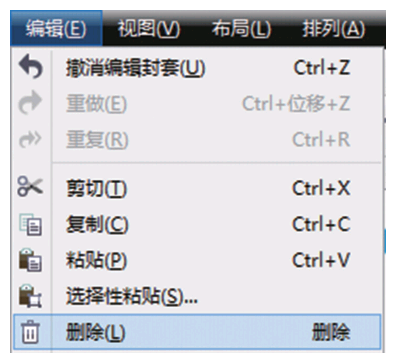 编辑(E) 视图(V) 布局(L) 排列(A)
撤消编辑封套(U) Ctrl+Z
重做(E) Ctrl+位移+Z
重复(R) Ctrl+R
剪切(T) Ctrl+X
复制(C) Ctrl+C
粘贴(P) Ctrl+V
选择性粘贴(S)...
删除(L) 删除